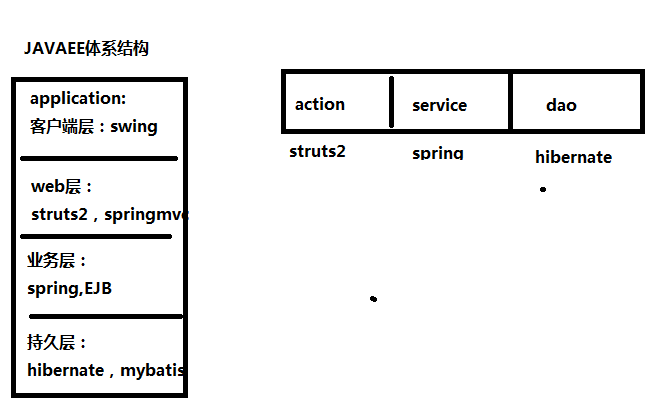 JAVAEE体系结构
application:
客户端层：swing
web层：
struts2，springmvc
业务层：
spring,EJB
持久层：
hibernate，mybatis
action service dao
struts2 spring hibernate